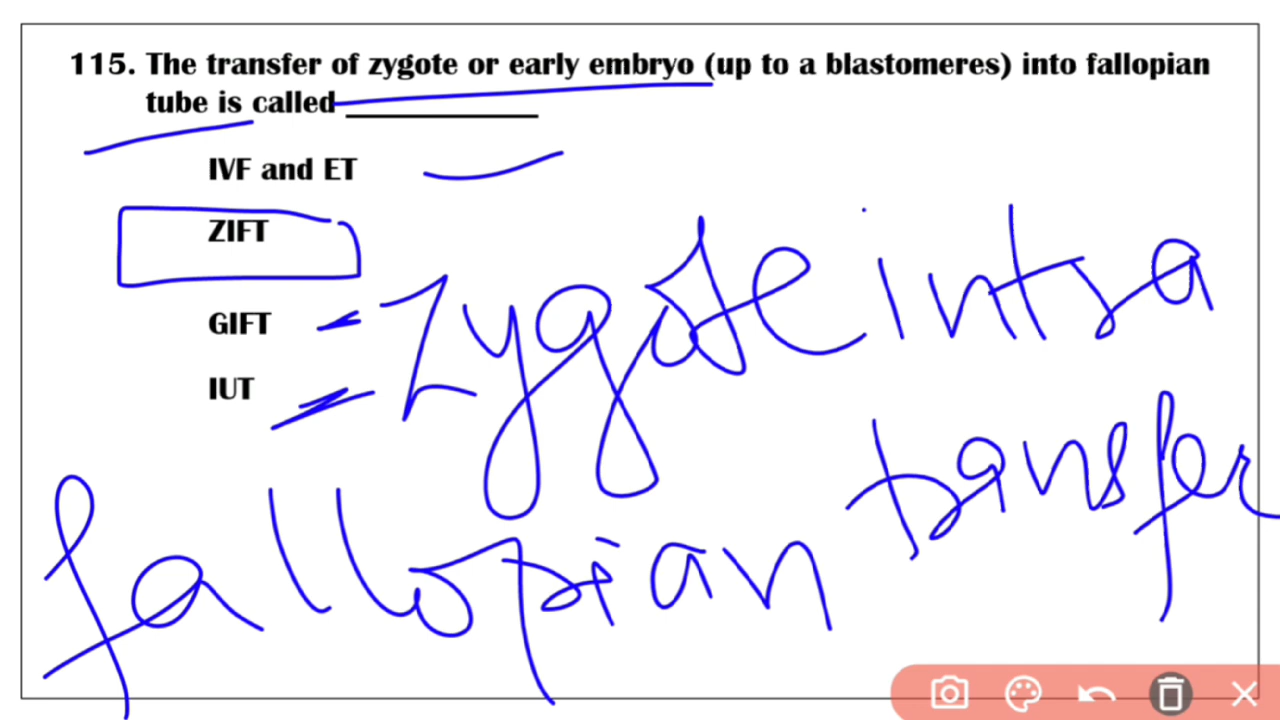 115. The transfer of zygote or early embryo (up to a blastomeres) into fallopian
tube is called ____________
IVF and ET
ZIFT
GIFT
IUT
Zygote intra
fallopian transfer